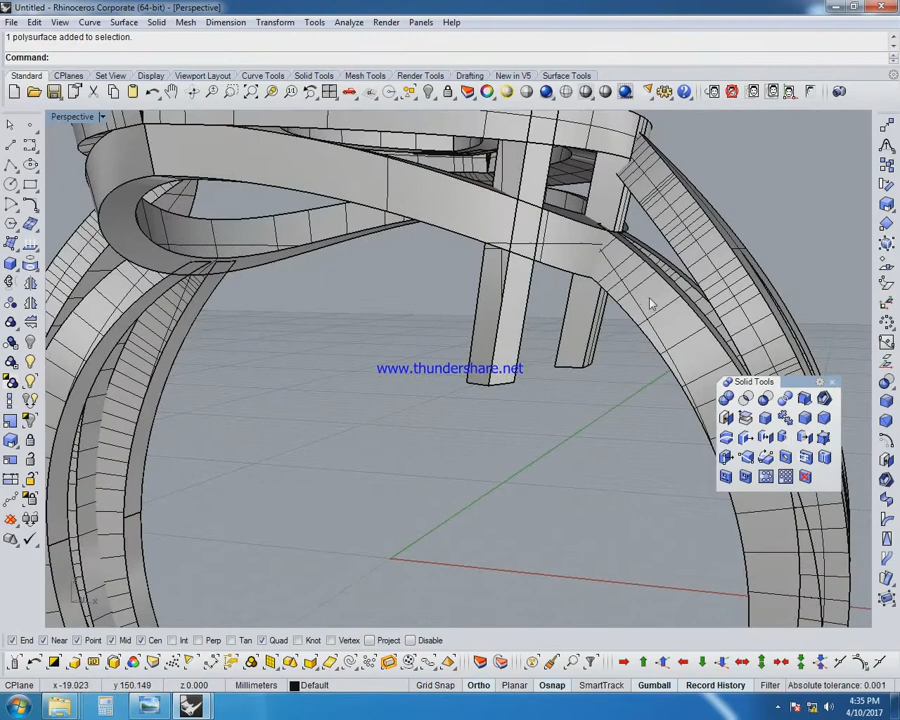 Untitled - Rhinoceros Corporate (64-bit) - [Perspective]
File Edit View Curve Surface Solid Mesh Dimension Transform Tools Analyze Render Panels Help
1 polysurface added to selection.
Command:
Standard CPlanes Set View Display Viewport Layout Curve Tools Solid Tools Mesh Tools Render Tools Drafting New in V5 Surface Tools
Perspective
www.thundershare.net
Solid Tools
End Near Point Mid Cen Int Perp Tan Quad Knot Vertex Project Disable
CPlane x -19.023 y 150.149 z 0.000 Millimeters Default Grid Snap Ortho Planar Osnap SmartTrack Gumball Record History Filter Absolute tolerance: 0.001
4:35 PM
4/10/2017